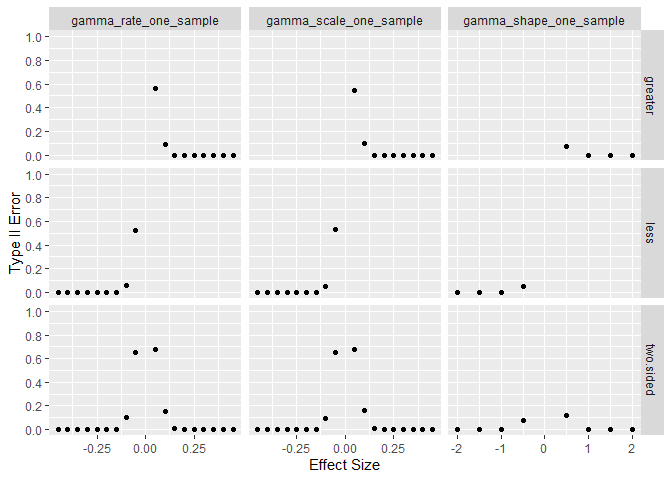 gamma_rate_one_sample gamma_scale_one_sample gamma_shape_one_sample
1.0
0.8
0.6
0.4
0.2
0.0
greater
1.0
0.8
0.6
0.4
0.2
0.0
less
1.0
0.8
0.6
0.4
0.2
0.0
two.sided
Type II Error
-0.25 0.00 0.25 -0.25 0.00 0.25 -2 -1 0 1 2
Effect Size